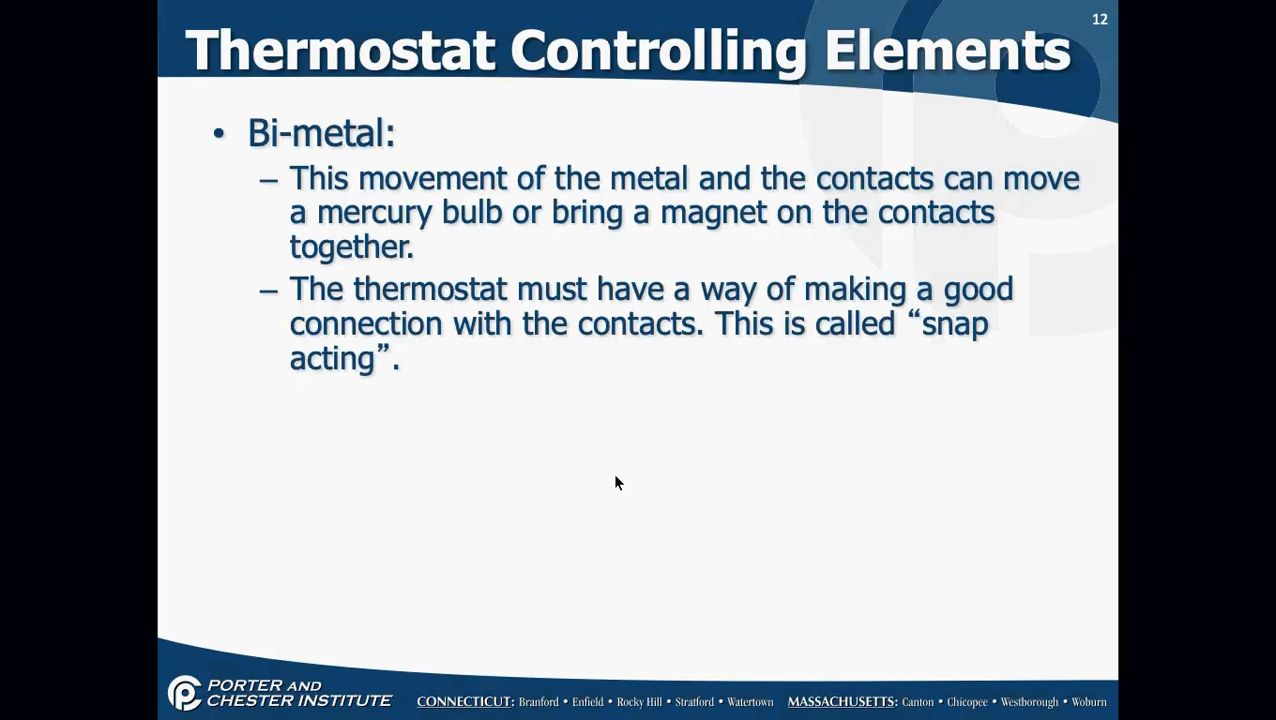 12
Thermostat Controlling Elements
• Bi-metal:
– This movement of the metal and the contacts can move
a mercury bulb or bring a magnet on the contacts
together.
– The thermostat must have a way of making a good
connection with the contacts. This is called “snap
acting”.
PORTER AND
CHESTER INSTITUTE
CONNECTICUT: Branford • Enfield • Rocky Hill • Stratford • Watertown MASSACHUSETTS: Canton • Chicopee • Westborough • Woburn